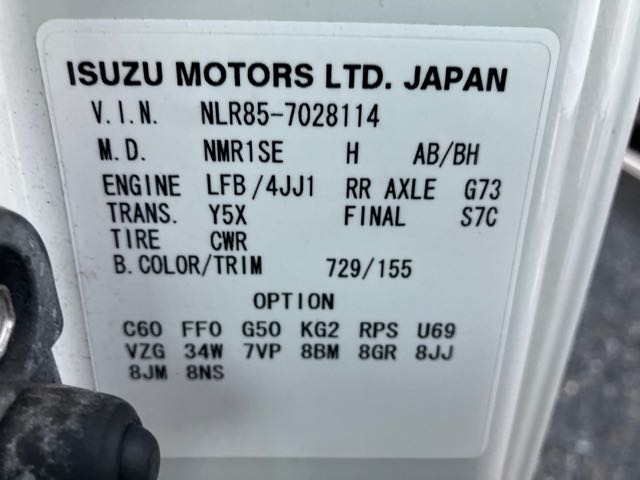 ISUZU MOTORS LTD. JAPAN
V.I.N. NLR85-7028114
M.D. NMR1SE H AB/BH
ENGINE LFB/4JJ1 RR AXLE G73
TRANS. Y5X FINAL S7C
TIRE CWR
B.COLOR/TRIM 729/155
OPTION
C60 FF0 G50 KG2 RPS U69
VZG 34W 7VP 8BM 8GR 8JJ
8JM 8NS